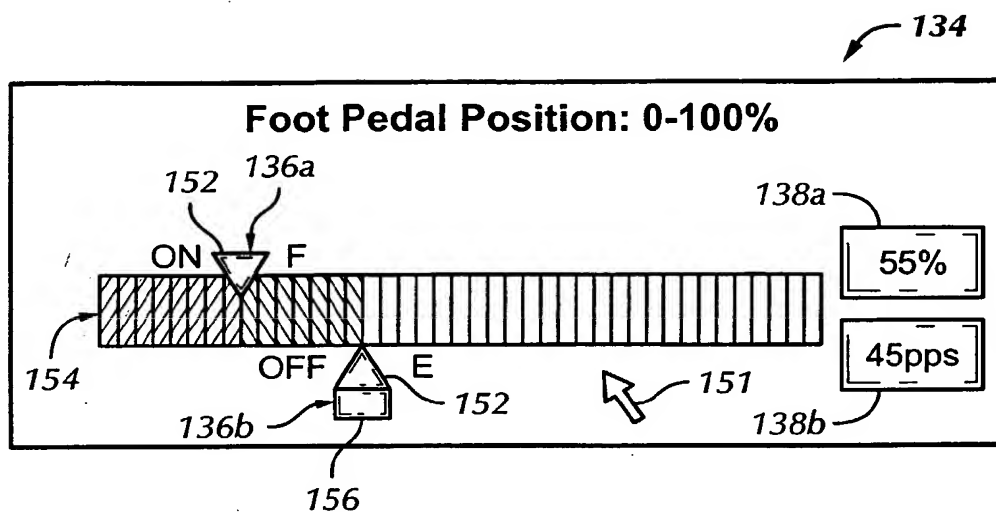 134
Foot Pedal Position: 0-100%
152
136a
138a
ON
F
55%
154
OFF
E
45pps
152
151
136b
138b
156